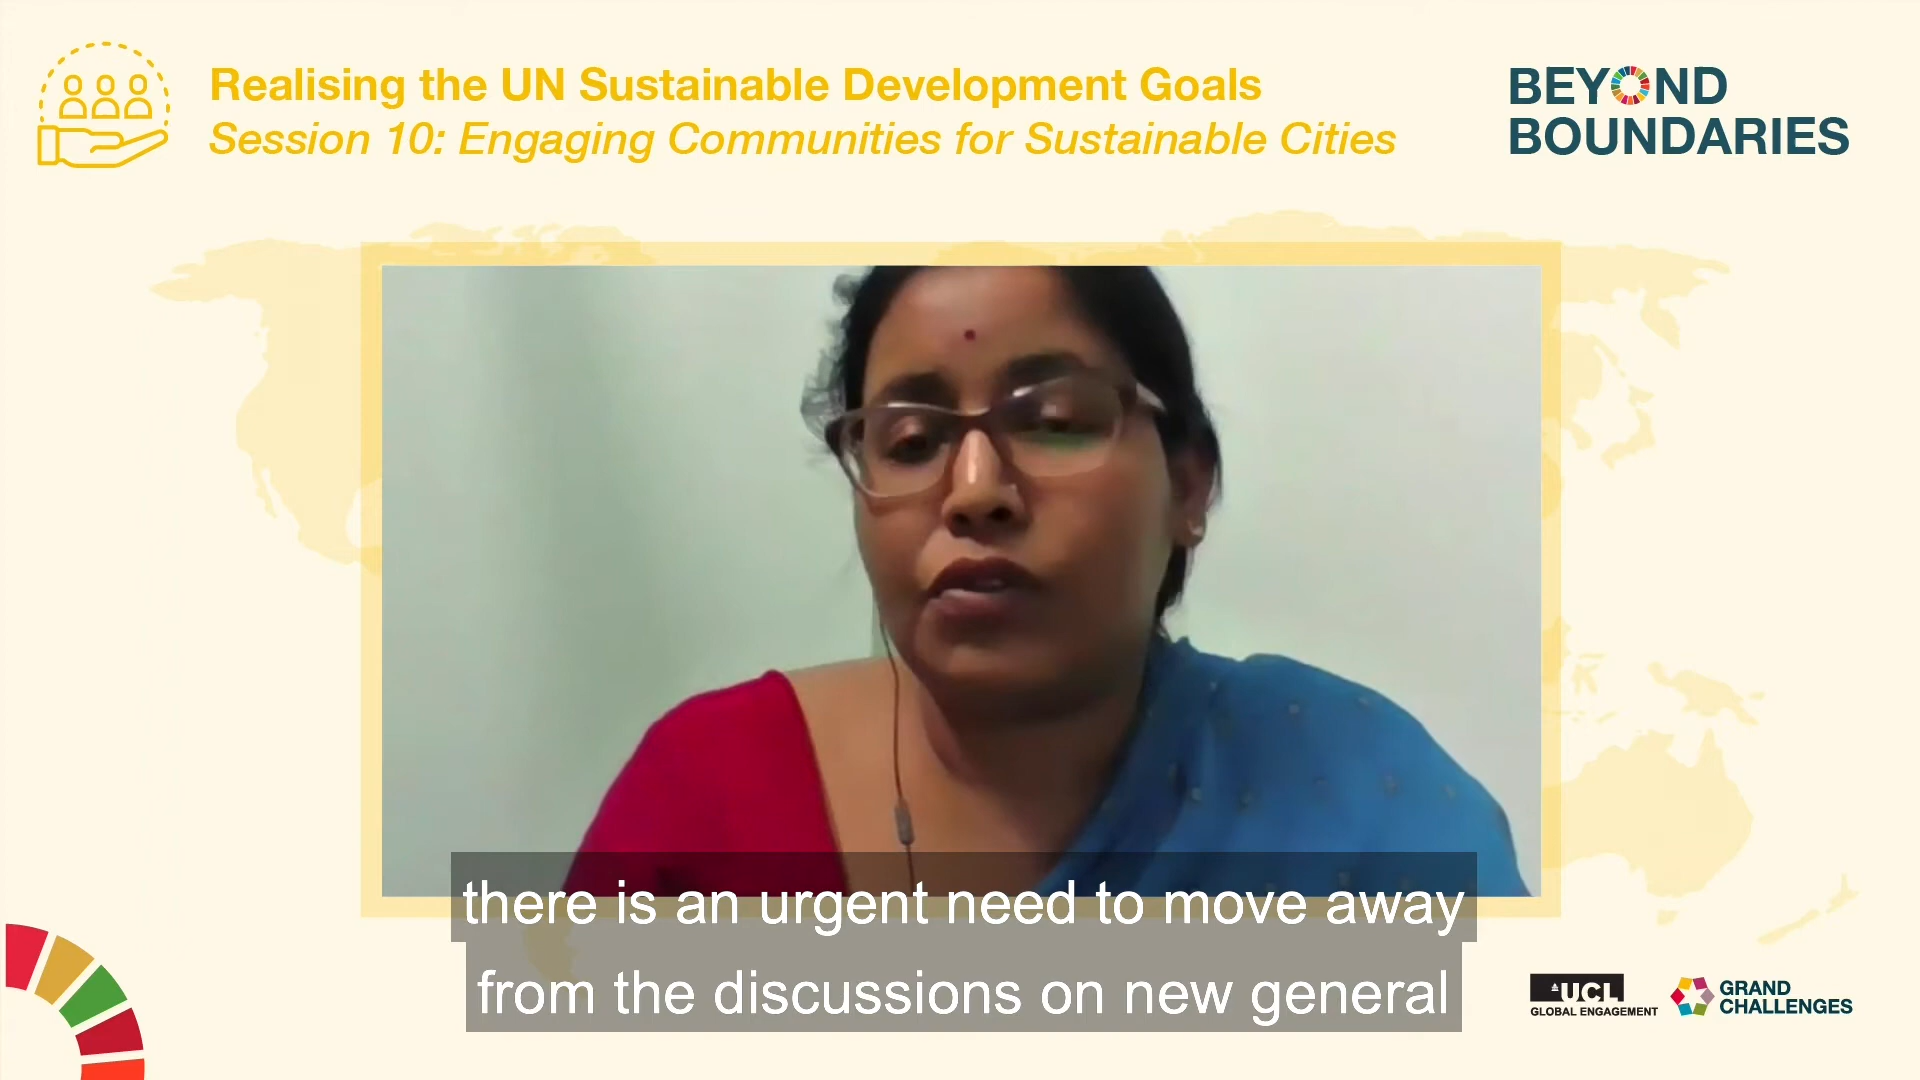 Realising the UN Sustainable Development Goals
Session 10: Engaging Communities for Sustainable Cities
BEYOND
BOUNDARIES
there is an urgent need to move away
from the discussions on new general
UCL
GLOBAL ENGAGEMENT
GRAND
CHALLENGES